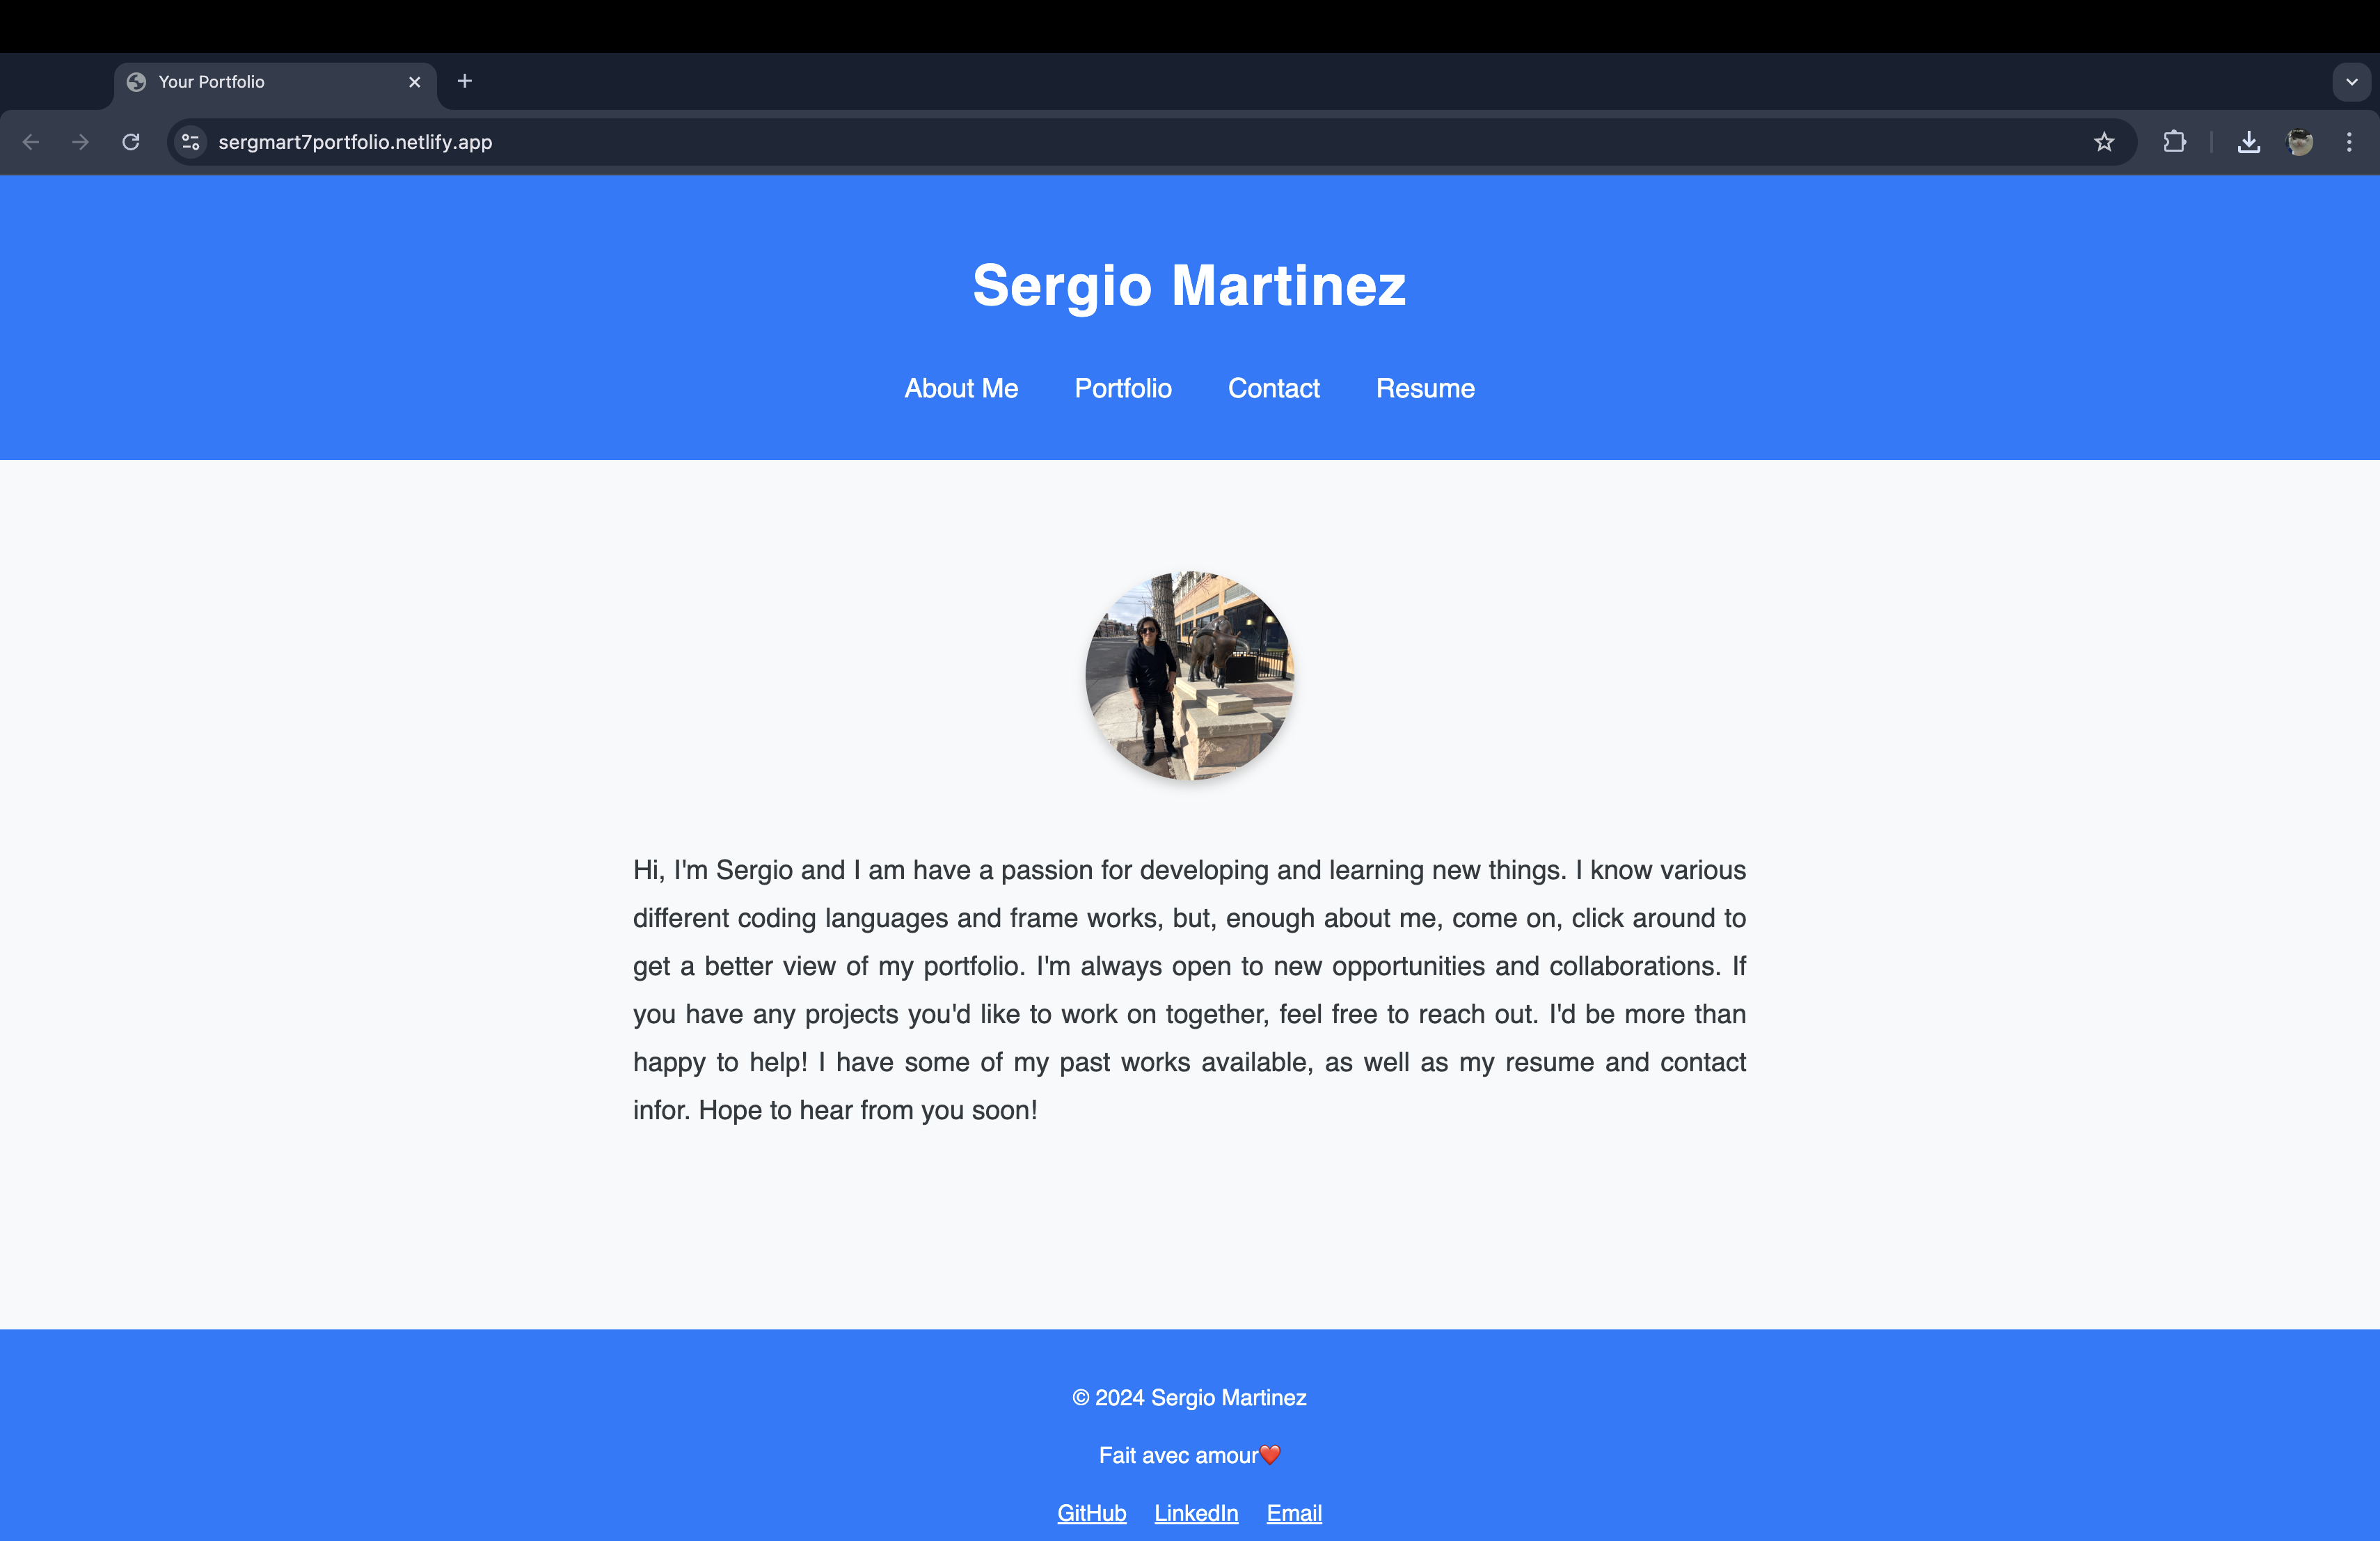 Your Portfolio
sergmart7portfolio.netlify.app
Sergio Martinez
About Me Portfolio Contact Resume
Hi, I'm Sergio and I am have a passion for developing and learning new things. I know various
different coding languages and frame works, but, enough about me, come on, click around to
get a better view of my portfolio. I'm always open to new opportunities and collaborations. If
you have any projects you'd like to work on together, feel free to reach out. I'd be more than
happy to help! I have some of my past works available, as well as my resume and contact
infor. Hope to hear from you soon!
© 2024 Sergio Martinez
Fait avec amour❤️
GitHub LinkedIn Email